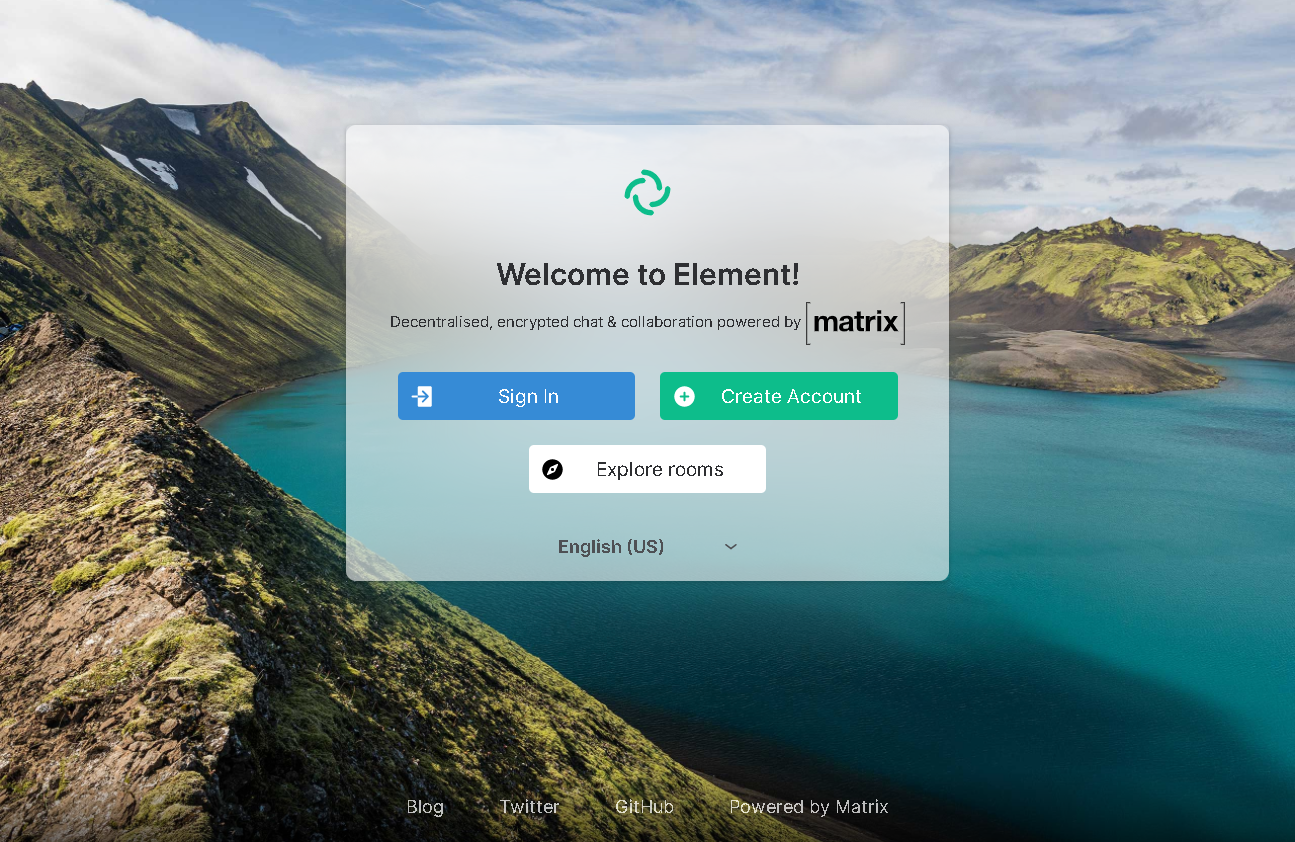 Welcome to Element!
Decentralised, encrypted chat & collaboration powered by [matrix]
Sign In
Create Account
Explore rooms
English (US)
Blog Twitter GitHub Powered by Matrix